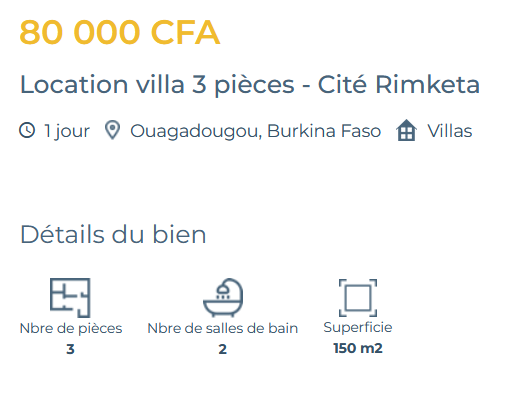 80 000 CFA
Location villa 3 pièces - Cité Rimketa
1 jour Ouagadougou, Burkina Faso Villas
Détails du bien
Nbre de pièces Nbre de salles de bain Superficie
3 2 150 m2